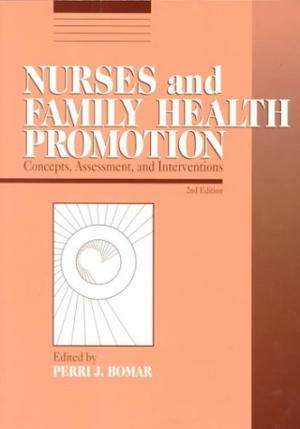 NURSES and
FAMILY HEALTH
PROMOTION
Concepts, Assessment, and Interventions
2nd Edition
Edited by
PERRI J. BOMAR